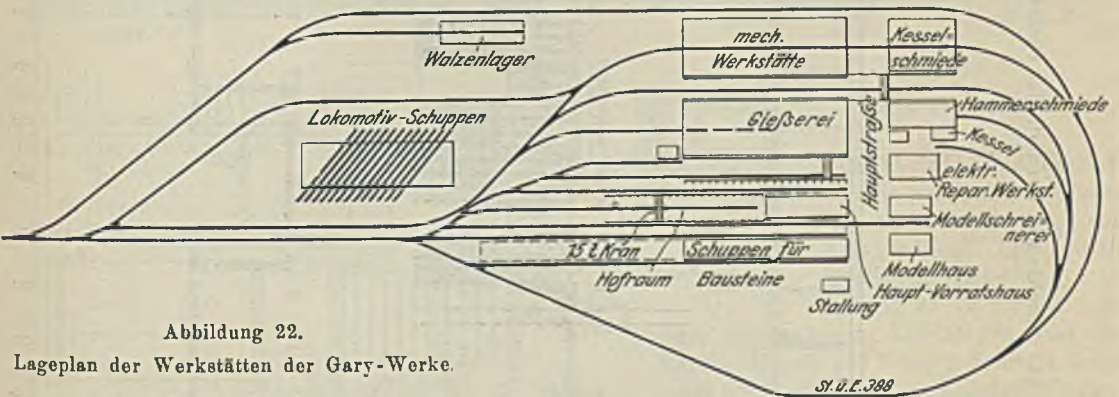 mech.
Werkstätte
Kessel-
schmiede
Walzenlager
Hammerschmiede
Lokomotiv-Schuppen
Gießerei
Hauptstraße
Kessel
elektr.
Repar. Werkst.
Modellschrei-
nerei
15 t Kran
Schuppen für
Bausteine
Hofraum
Modellhaus
Haupt-Vorratshaus
Stallung
Abbildung 22.
Lageplan der Werkstätten der Gary-Werke.
St.u.E.388